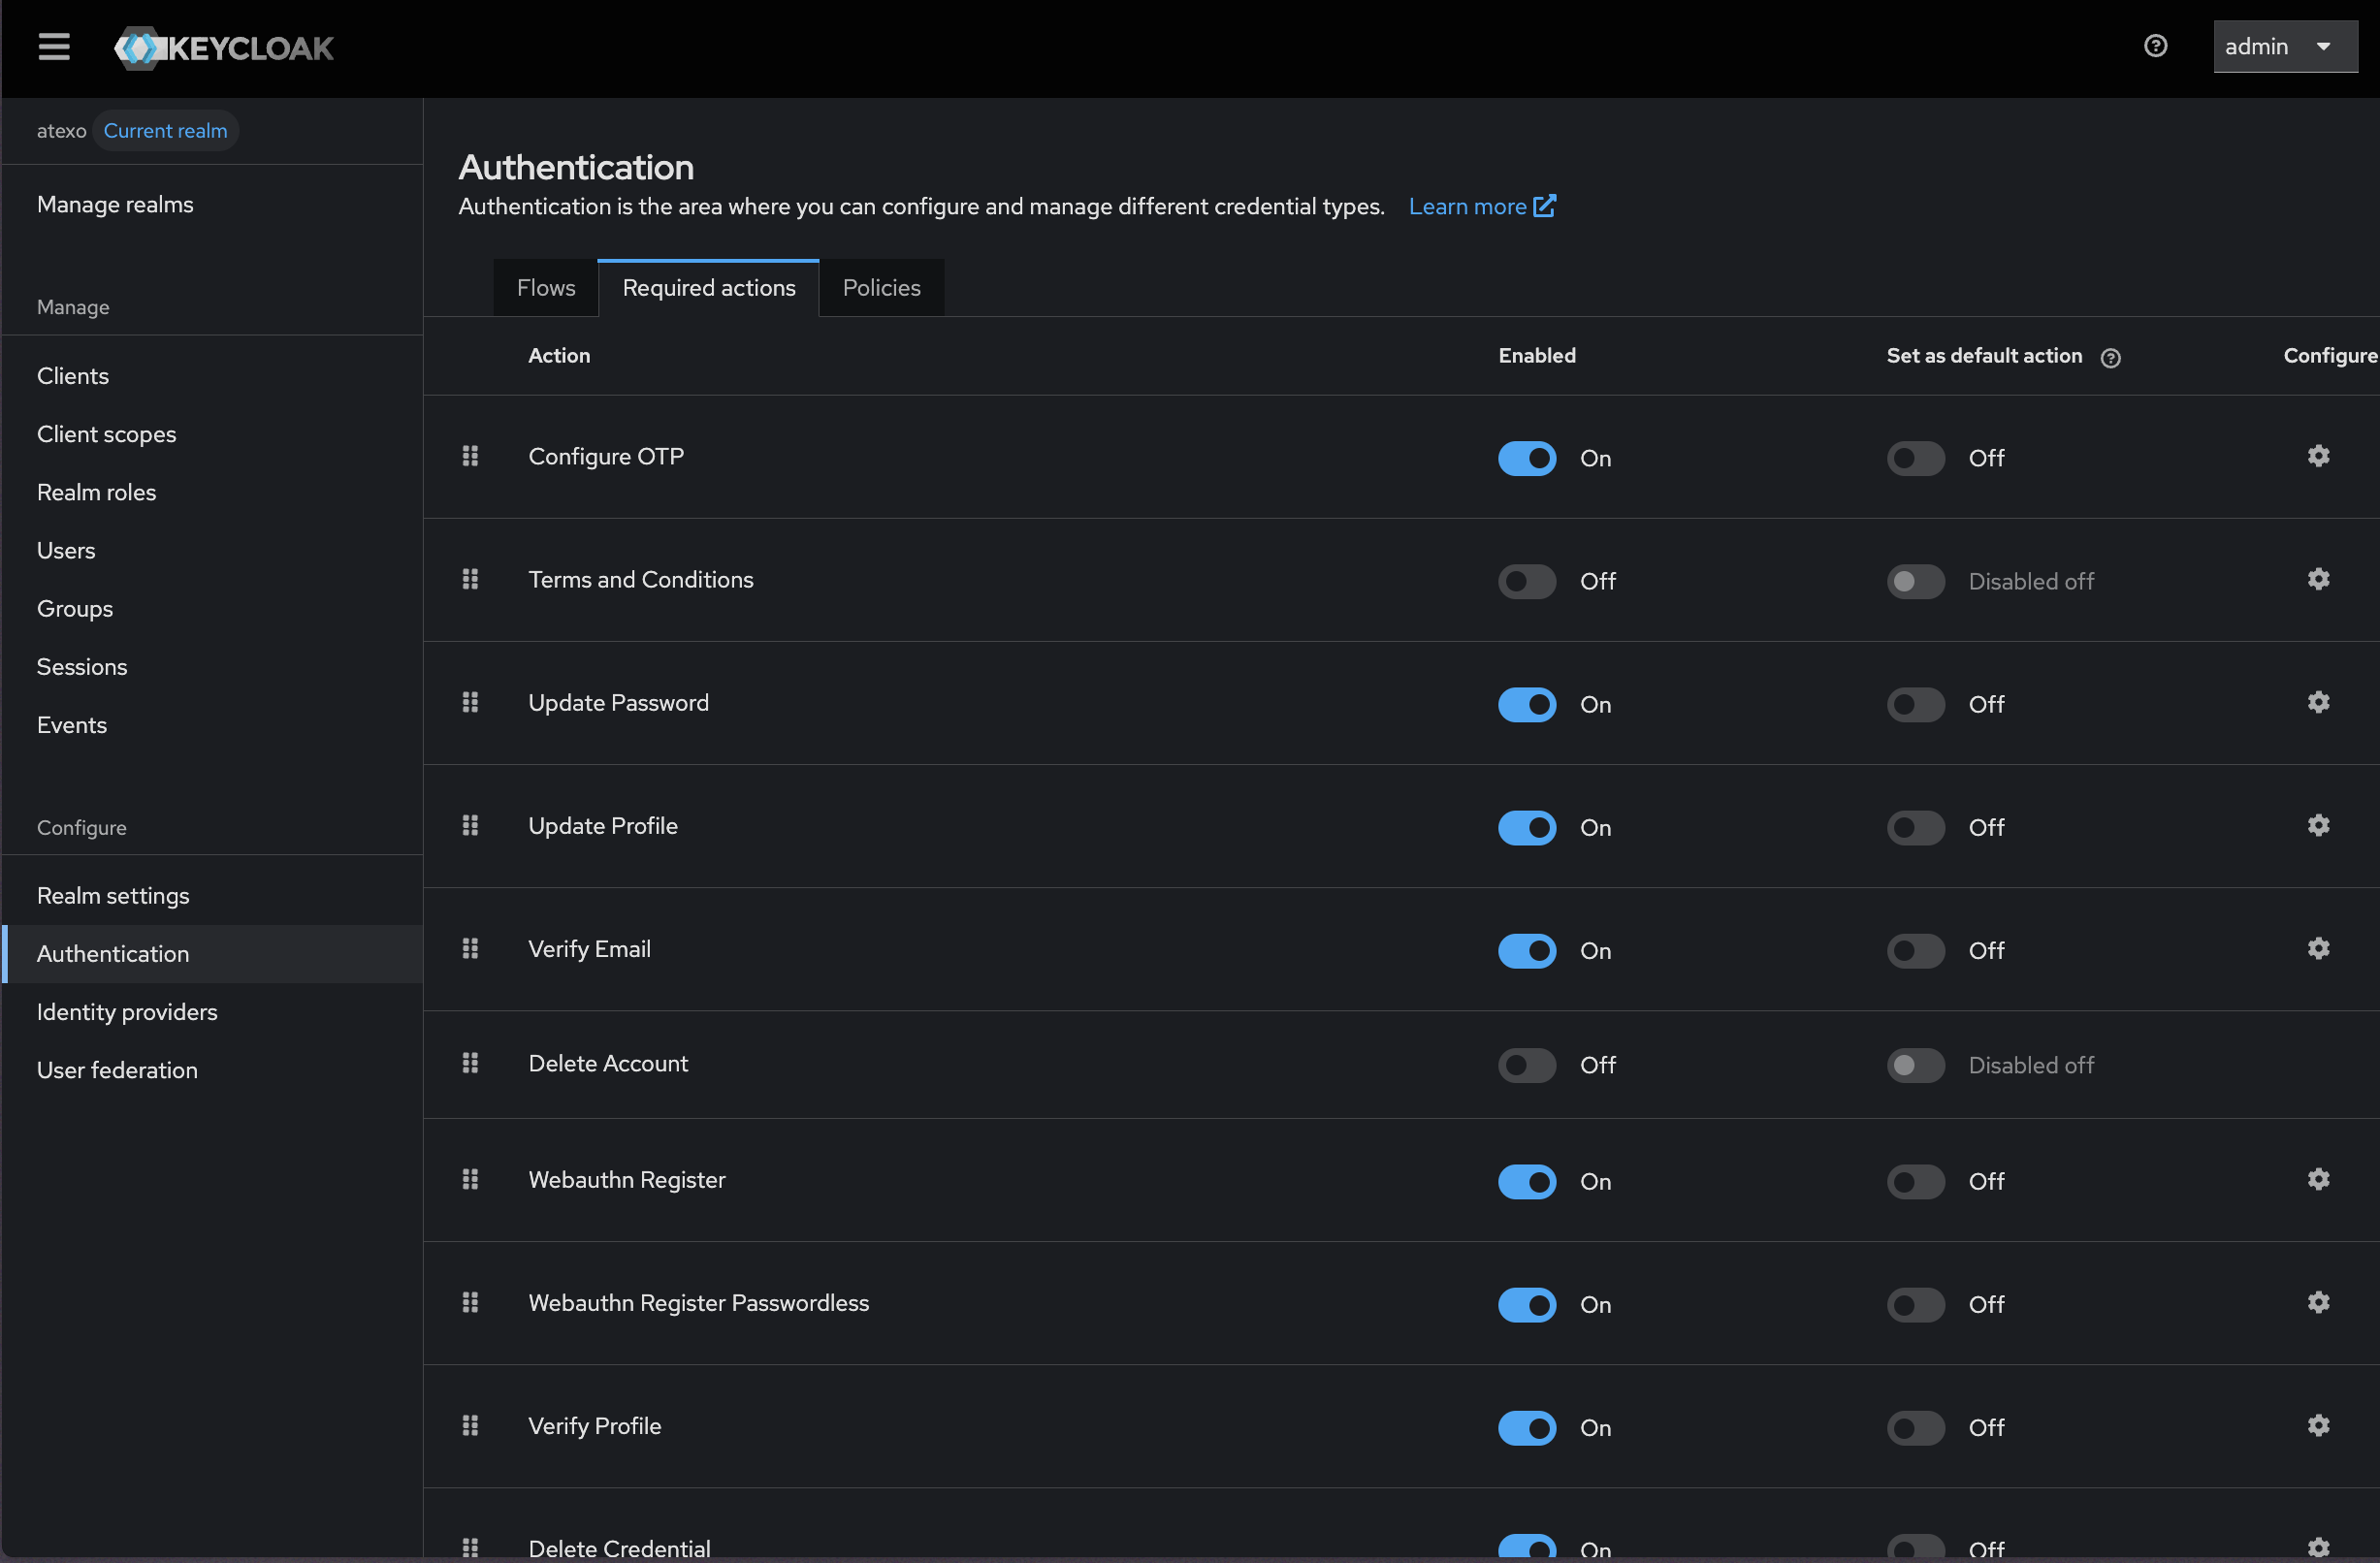 KEYCLOAK
admin
atexo Current realm
Manage realms
Manage
Clients
Client scopes
Realm roles
Users
Groups
Sessions
Events
Configure
Realm settings
Authentication
Identity providers
User federation
Authentication
Authentication is the area where you can configure and manage different credential types. Learn more
Flows Required actions Policies
Action Enabled Set as default action Configure
Configure OTP On Off
Terms and Conditions Off Disabled off
Update Password On Off
Update Profile On Off
Verify Email On Off
Delete Account Off Disabled off
Webauthn Register On Off
Webauthn Register Passwordless On Off
Verify Profile On Off
Delete Credential On Off